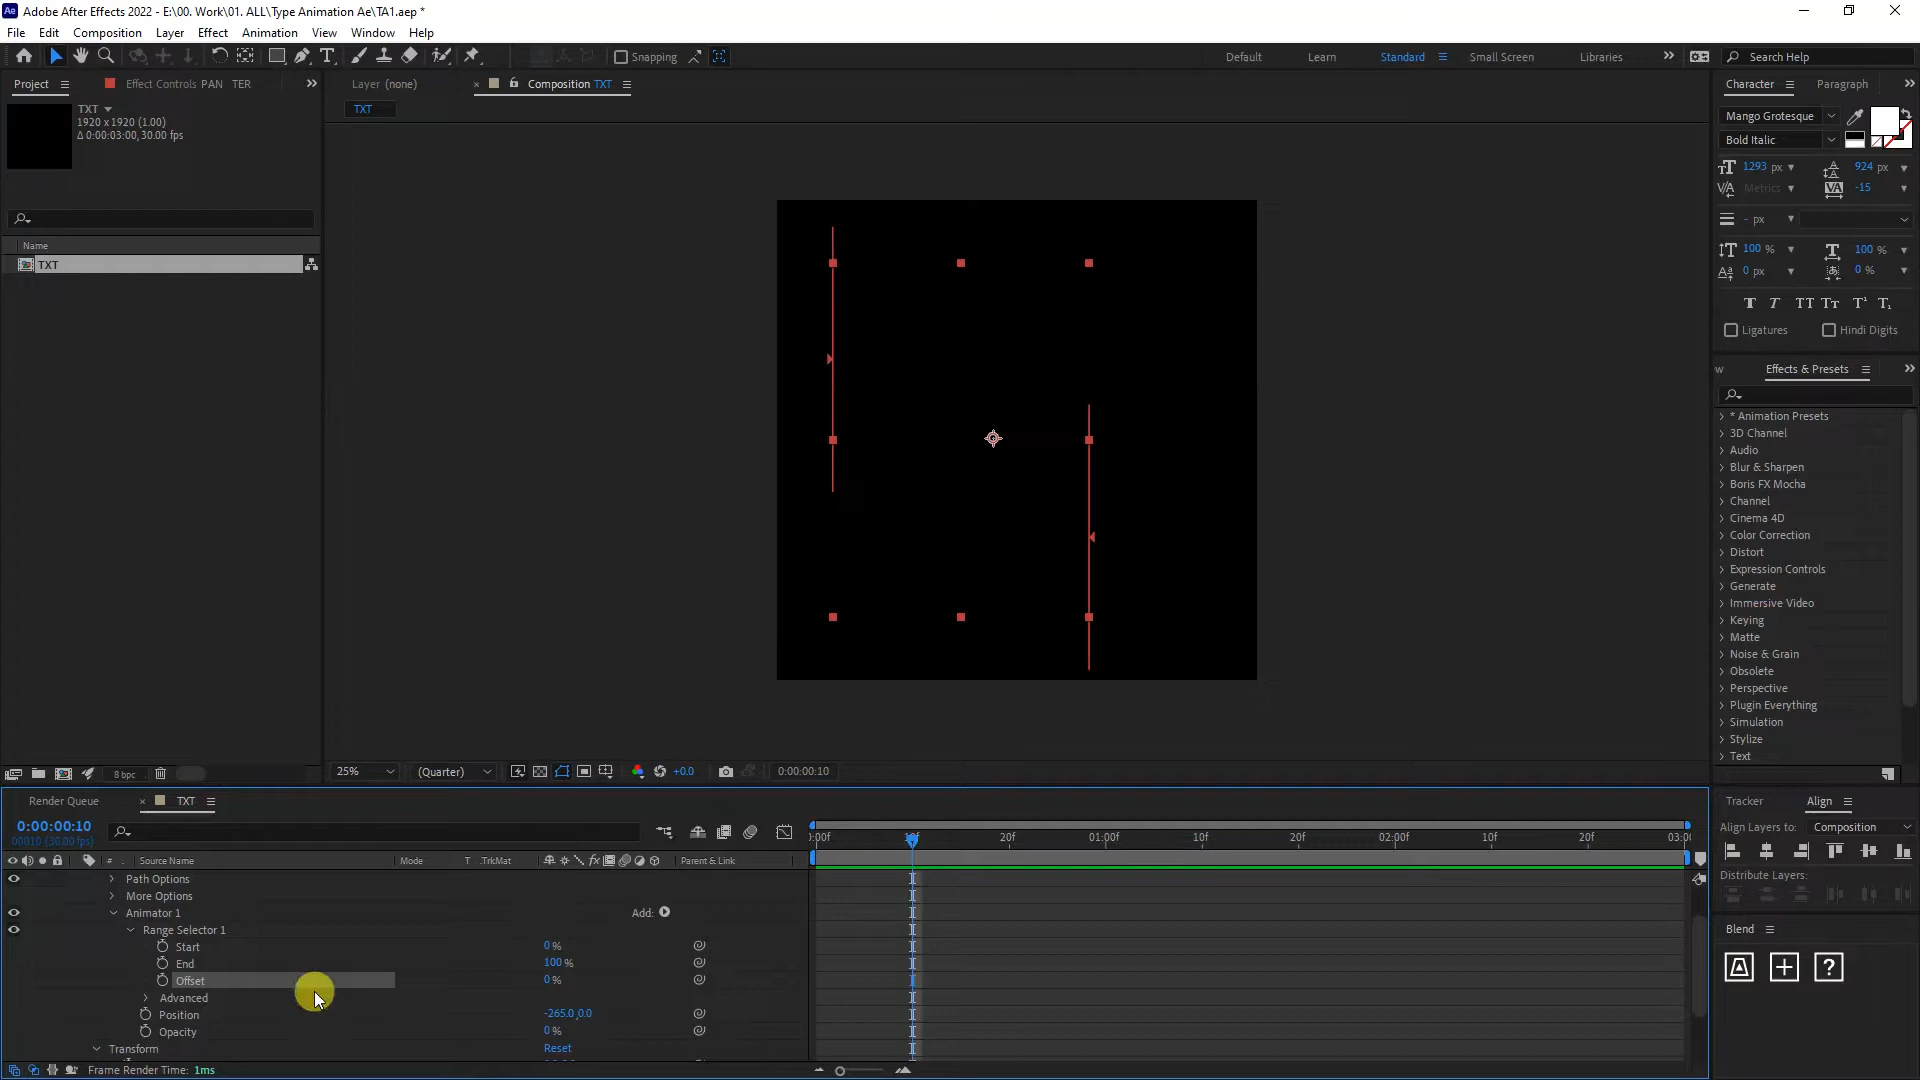 Ae Adobe After Effects 2022 - E:\00. Work\01. ALL\Type Animation Ae\TA1.aep *
File Edit Composition Layer Effect Animation View Window Help
Snapping
Default Learn Standard Small Screen Libraries Search Help
Project Effect Controls PAN TER
Layer (none) Composition TXT
Character Paragraph
TXT
1920 x 1920 (1.00)
Δ 0:00:03:00, 30.00 fps
TXT
Mango Grotesque
Bold Italic
1293 px 924 px
Metrics -15
- px
100 % 100 %
0 px 0 %
Ligatures Hindi Digits
Name
TXT
Effects & Presets
* Animation Presets
3D Channel
Audio
Blur & Sharpen
Boris FX Mocha
Channel
Cinema 4D
Color Correction
Distort
Expression Controls
Generate
Immersive Video
Keying
Matte
Noise & Grain
Obsolete
Perspective
Plugin Everything
Simulation
Stylize
Text
8 bpc
25% (Quarter) +0.0 0:00:00:10
Render Queue TXT
0:00:00:10
00010 (30.00 fps)
:00f 20f 01:00f 10f 20f 02:00f 10f 20f 03:0
# Source Name Mode T .TrkMat Parent & Link
Path Options
More Options
Animator 1 Add:
Range Selector 1
Start 0 %
End 100 %
Offset 0 %
Advanced
Position -265.0,0.0
Opacity 0 %
Transform Reset
Frame Render Time: 1ms
Tracker Align
Align Layers to: Composition
Distribute Layers:
Blend